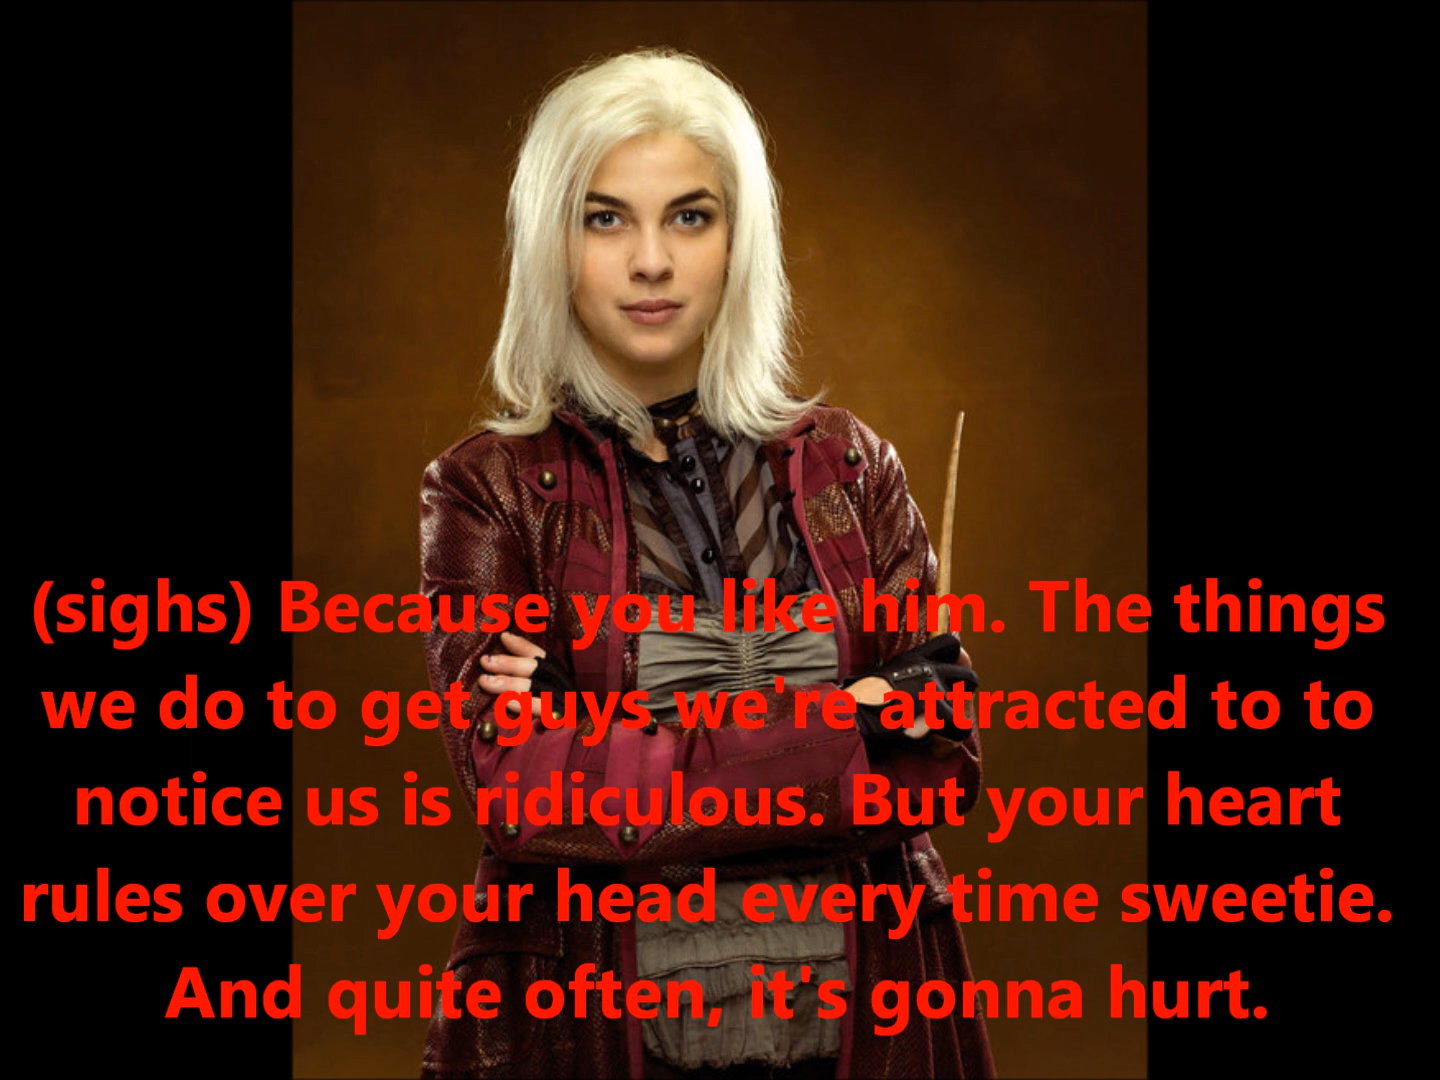 (sighs) Because you like him. The things
we do to get guys we're attracted to to
notice us is ridiculous. But your heart
rules over your head every time sweetie.
And quite often, it's gonna hurt.